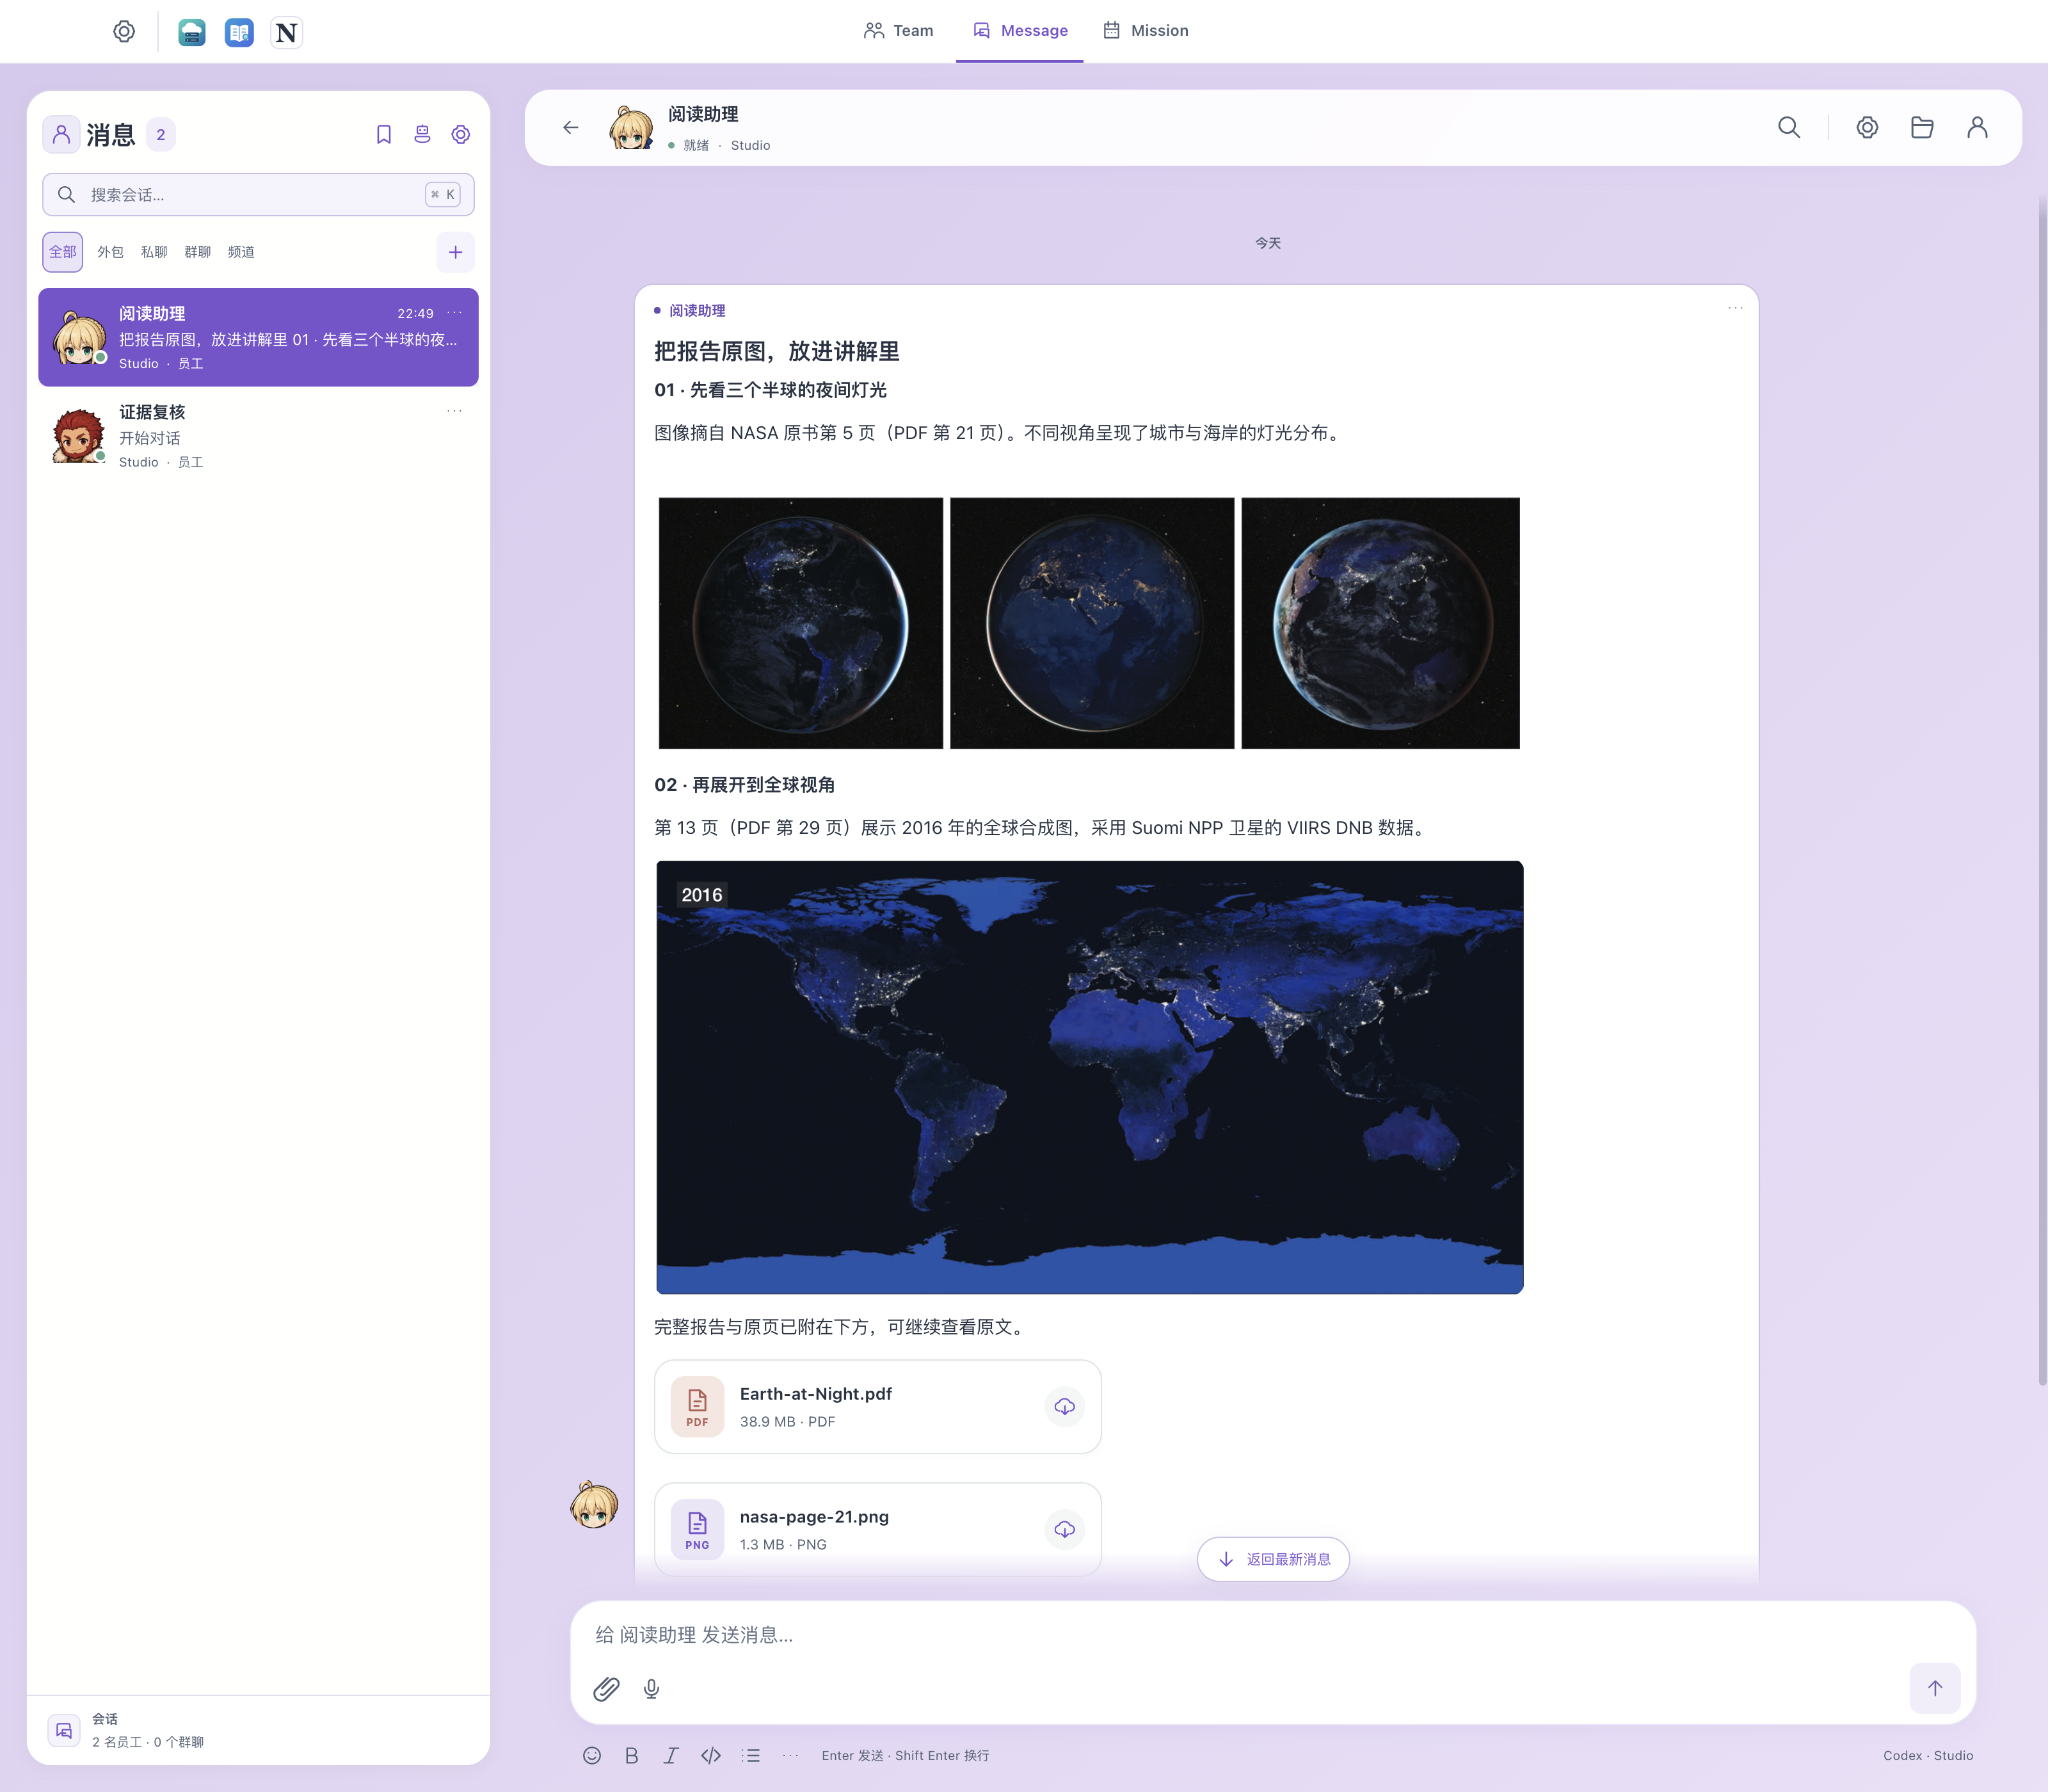 N
Team
Message
Mission
消息
2
搜索会话...
⌘ K
全部
外包
私聊
群聊
频道
阅读助理
22:49
把报告原图，放进讲解里 01 · 先看三个半球的夜...
Studio · 员工
证据复核
开始对话
Studio · 员工
会话
2 名员工 · 0 个群聊
阅读助理
就绪 · Studio
今天
阅读助理
把报告原图，放进讲解里
01 · 先看三个半球的夜间灯光
图像摘自 NASA 原书第 5 页（PDF 第 21 页）。不同视角呈现了城市与海岸的灯光分布。
02 · 再展开到全球视角
第 13 页（PDF 第 29 页）展示 2016 年的全球合成图，采用 Suomi NPP 卫星的 VIIRS DNB 数据。
2016
完整报告与原页已附在下方，可继续查看原文。
PDF
Earth-at-Night.pdf
38.9 MB · PDF
PNG
nasa-page-21.png
1.3 MB · PNG
返回最新消息
给 阅读助理 发送消息...
Enter 发送 · Shift Enter 换行
Codex · Studio